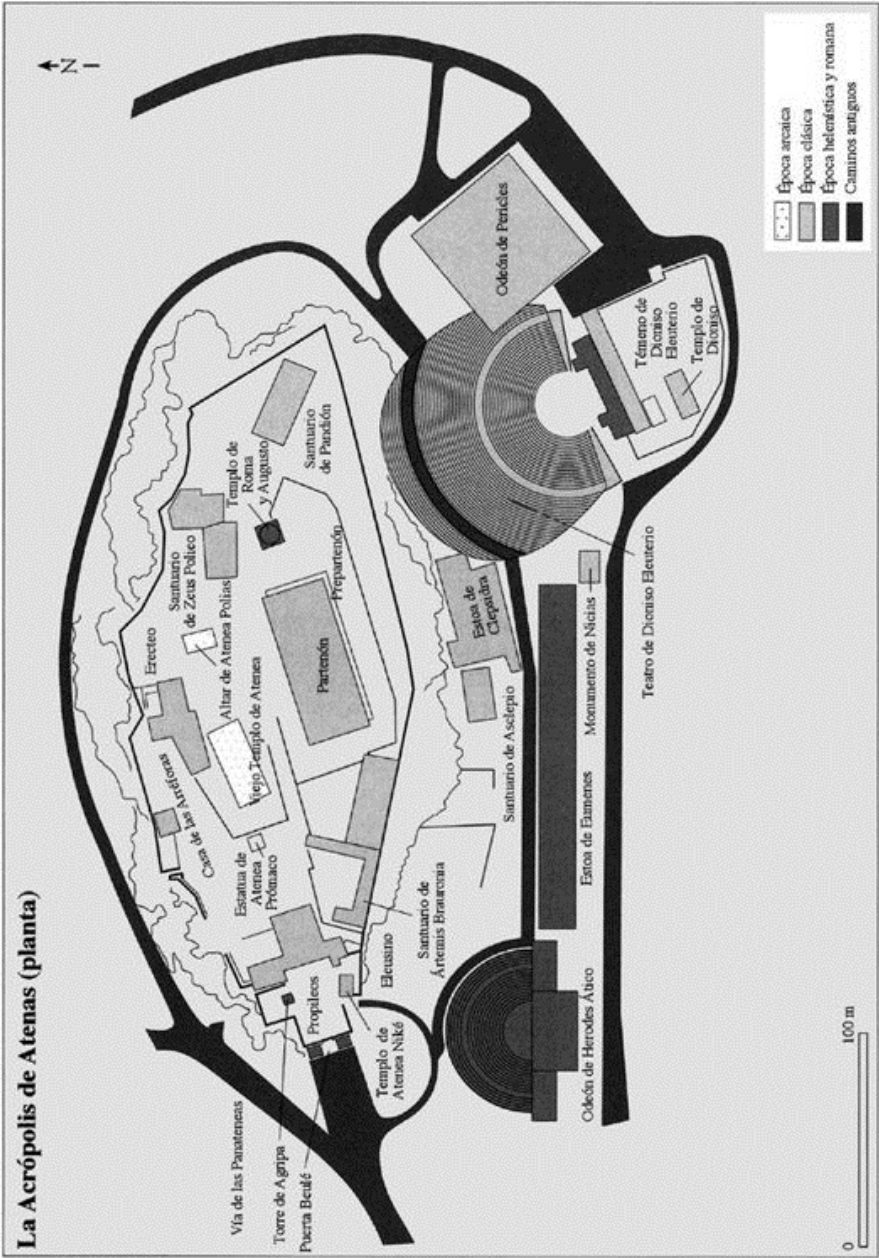 La Acrópolis de Atenas (planta)
N
Vía de las Panateneas
Torre de Agripa
Puerta Beulé
Propileos
Templo de
Atenea Niké
Eleusino
Estatua de
Atenea
Prómaco
Casa de las Arréforas
Erecteo
Viejo Templo de Atenea
Altar de Atenea Polias
Santuario
de Zeus Polieo
Templo de
Roma
y Augusto
Santuario
de Pandión
Partenón
Prepartenón
Santuario de
Ártemis Brauronia
Santuario de Asclepio
Estoa de
Clepsidra
Odeón de Herodes Ático
Estoa de Eumenes
Monumento de Nicias
Teatro de Dioniso Eleuterio
Odeón de Pericles
Témeno de
Dioniso
Eleuterio
Templo de
Dioniso
Época arcaica
Época clásica
Época helenística y romana
Caminos antiguos
0
100 m